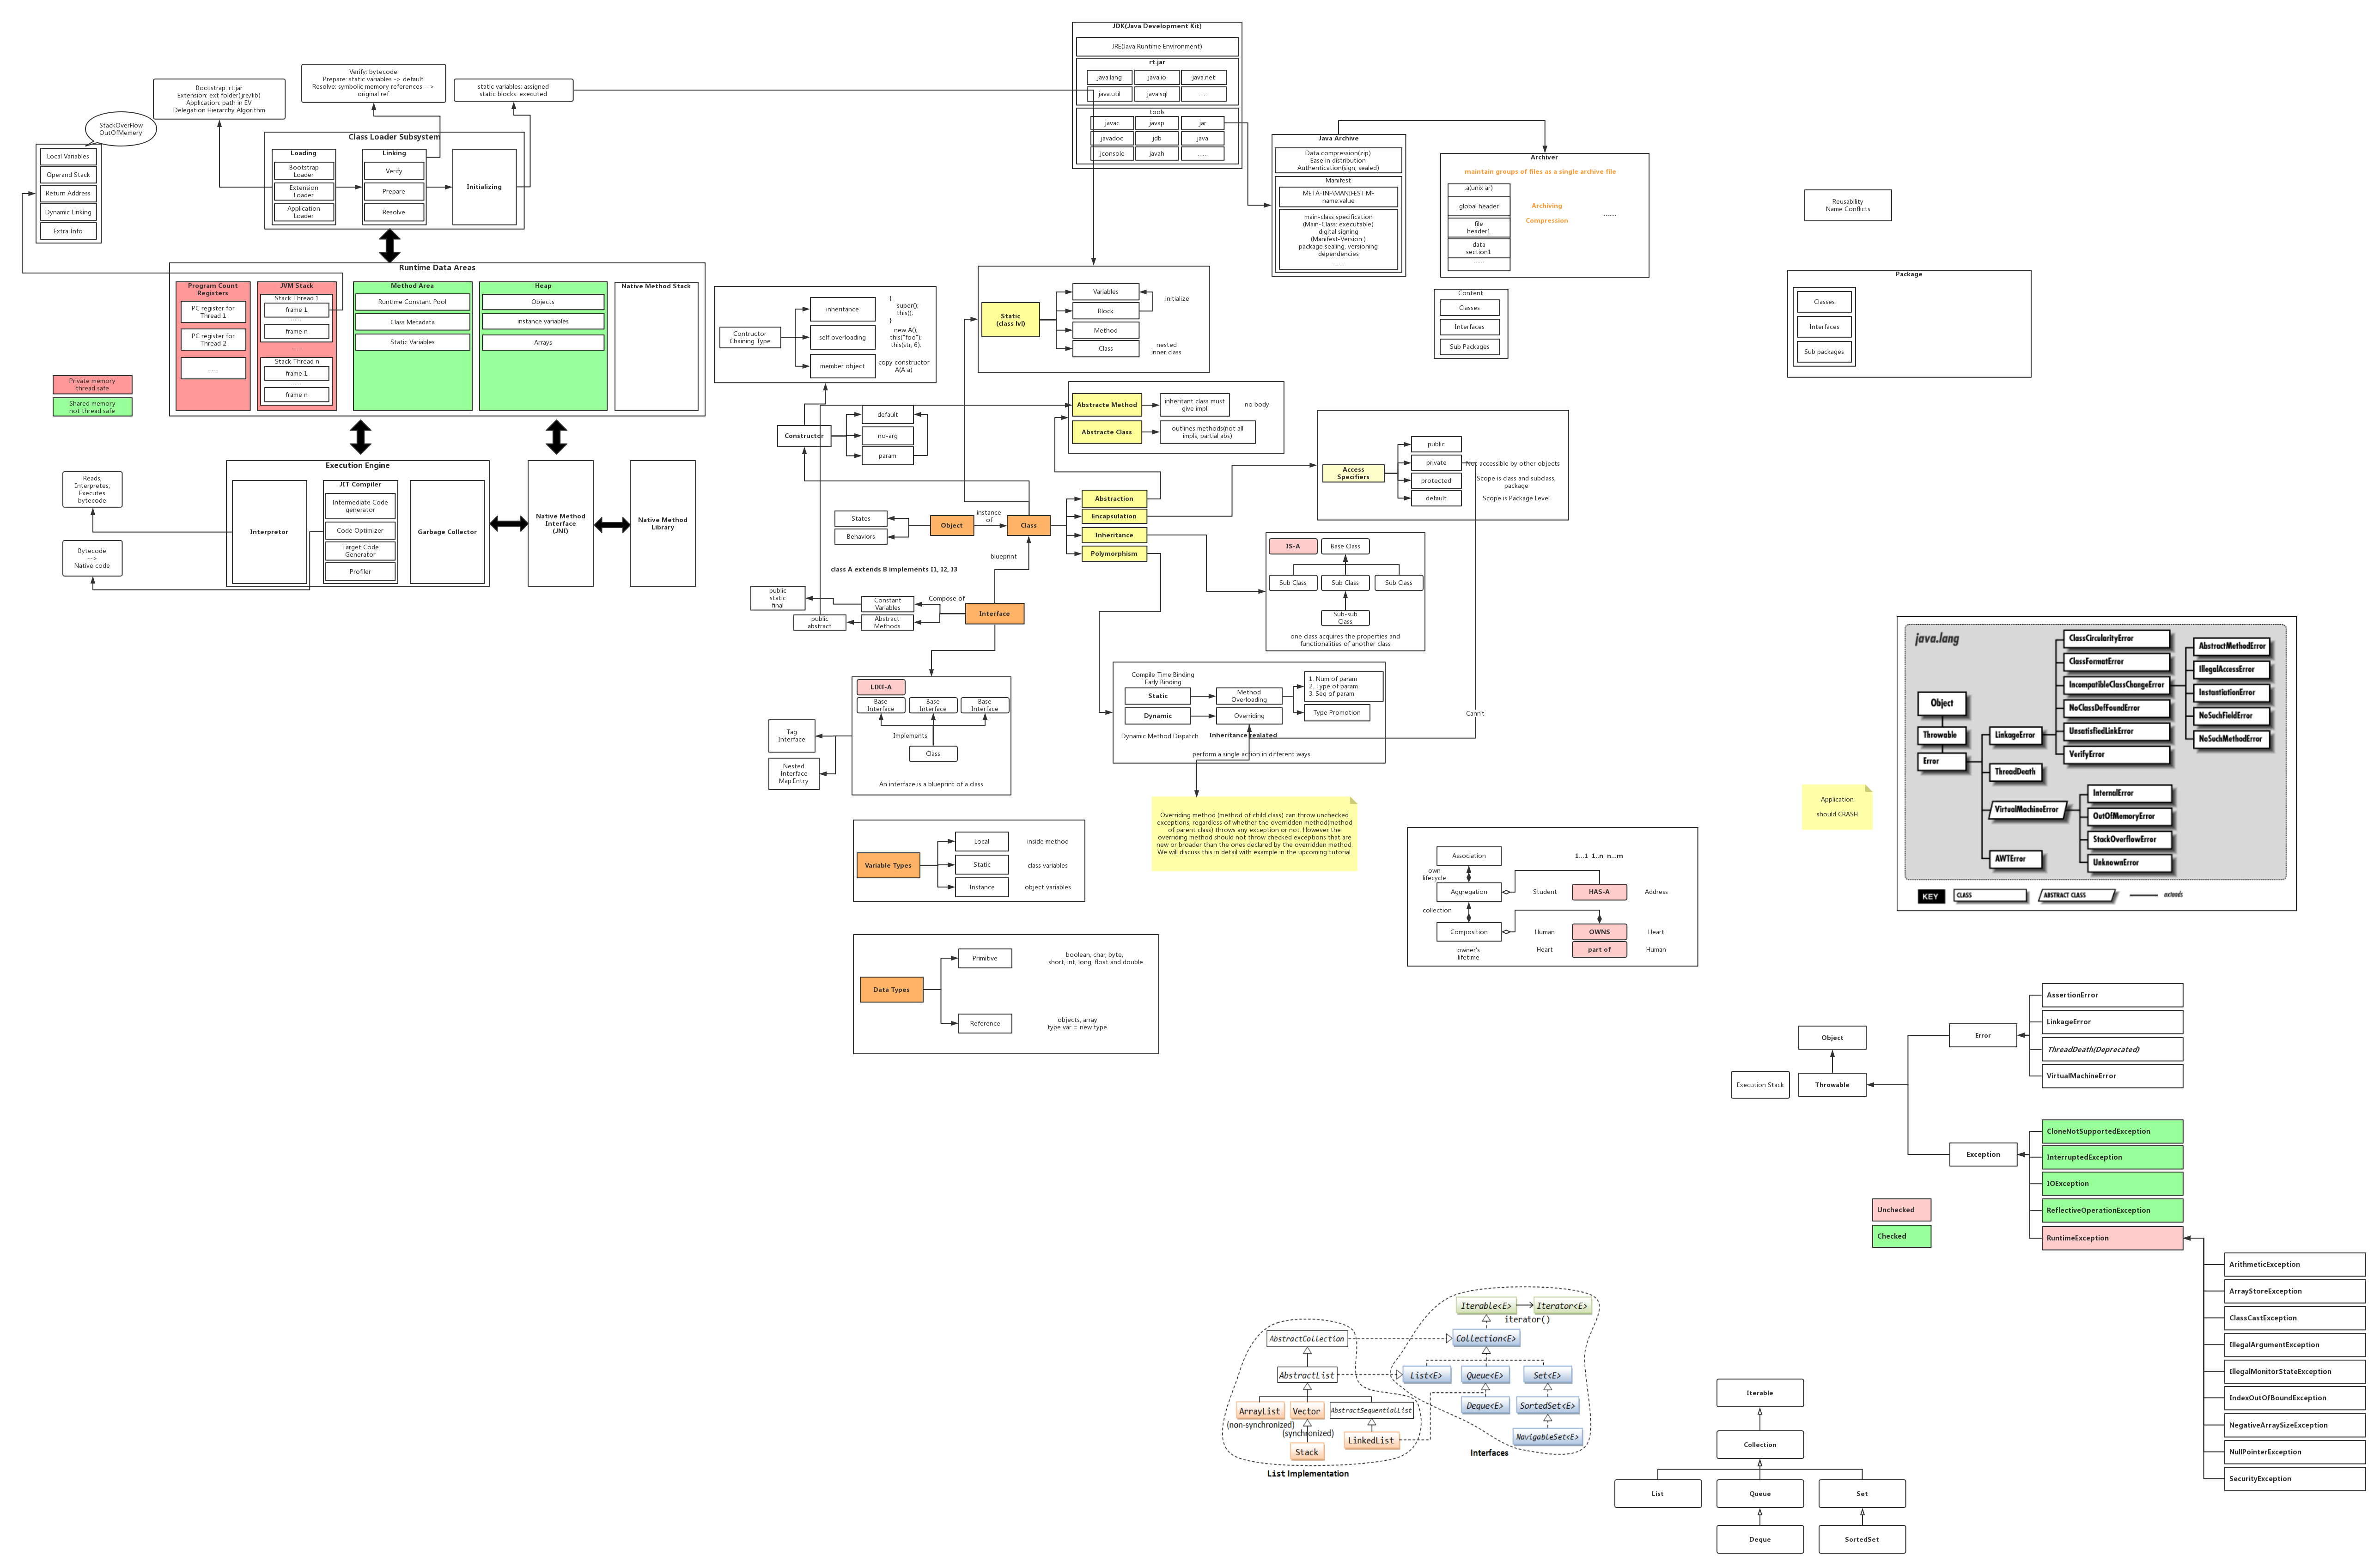 JDK(Java Development Kit)
JRE(Java Runtime Environment)
rt.jar
java.lang
java.io
java.net
java.util
java.sql
......
tools
javac
javap
jar
javadoc
jdb
java
jconsole
javah
......
Verify: bytecode
Prepare: static variables -> default
Resolve: symbolic memory references -->
original ref
static variables: assigned
static blocks: executed
Bootstrap: rt.jar
Extension: ext folder(jre/lib)
Application: path in EV
Delegation Hierarchy Algorithm
StackOverFlow
OutOfMemery
Local Variables
Operand Stack
Return Address
Dynamic Linking
Extra Info
Class Loader Subsystem
Loading
Bootstrap
Loader
Extension
Loader
Application
Loader
Linking
Verify
Prepare
Resolve
Initializing
Java Archive
Data compression(zip)
Ease in distribution
Authentication(sign, sealed)
Manifest
META-INF\MANIFEST.MF
name:value
main-class specification
(Main-Class: executable)
digital signing
(Manifest-Version:)
package sealing, versioning
dependencies
......
Archiver
maintain groups of files as a single archive file
a(unix ar)
global header
file
header1
data
section1
......
Archiving
Compression
......
Content
Classes
Interfaces
Sub Packages
Reusability
Name Conflicts
Package
Classes
Interfaces
Sub packages
Runtime Data Areas
Program Count
Registers
PC register for
Thread 1
PC register for
Thread 2
......
JVM Stack
Stack Thread 1
frame 1
......
frame n
......
Stack Thread n
frame 1
......
frame n
Method Area
Runtime Constant Pool
Class Metadata
Static Variables
Heap
Objects
instance variables
Arrays
Native Method Stack
Private memory
thread safe
Shared memory
not thread safe
Execution Engine
Interpretor
JIT Compiler
Intermediate Code
generator
Code Optimizer
Target Code
Generator
Profiler
Garbage Collector
Native Method
Interface
(JNI)
Native Method
Library
Reads,
Interpretes,
Executes
bytecode
Bytecode
-->
Native code
Contructor
Chaining Type
inheritance
{
super();
this();
}
self overloading
new A().
this("foo");
this(str, 6);
member object
copy constructor
A(A a)
Static
(class lvl)
Variables
Block
Method
Class
initialize
nested
inner class
Constructor
default
no-arg
param
Abstracte Method
inheritant class must
give impl
no body
Abstracte Class
outlines methods(not all
impls, partial abs)
Access
Specifiers
public
private
Not accessible by other objects
protected
Scope is class and subclass,
package
default
Scope is Package Level
States
Behaviors
Object
instance
of
Class
Abstraction
Encapsulation
Inheritance
Polymorphism
blueprint
class A extends B implements I1, I2, I3
public
static
final
Constant
Variables
Compose of
public
abstract
Abstract
Methods
Interface
IS-A
Base Class
Sub Class
Sub Class
Sub Class
Sub-sub
Class
one class acquires the properties and
functionalities of another class
LIKE-A
Base
Interface
Base
Interface
Base
Interface
Implements
Class
An interface is a blueprint of a class
Tag
Interface
Nested
Interface
Map.Entry
Compile Time Binding
Early Binding
Static
Method
Overloading
1. Num of param
2. Type of param
3. Seq of param
Dynamic
Overriding
Type Promotion
Dynamic Method Dispatch
Inheritance realated
perform a single action in different ways
Cann't
Overriding method (method of child class) can throw unchecked
exceptions, regardless of whether the overridden method(method
of parent class) throws any exception or not. However the
overriding method should not throw checked exceptions that are
new or broader than the ones declared by the overridden method.
We will discuss this in detail with example in the upcoming tutorial.
Variable Types
Local
inside method
Static
class variables
Instance
object variables
Data Types
Primitive
boolean, char, byte,
short, int, long, float and double
Reference
objects, array
type var = new type
Association
1...1 1..n n...m
own
lifecycle
Aggregation
Student
HAS-A
Address
collection
Composition
Human
OWNS
Heart
owner's
lifetime
Heart
part of
Human
Application
should CRASH
java.lang
Object
Throwable
Error
LinkageError
ThreadDeath
VirtualMachineError
AWTError
ClassCircularityError
ClassFormatError
IncompatibleClassChangeError
NoClassDefFoundError
UnsatisfiedLinkError
VerifyError
AbstractMethodError
IllegalAccessError
InstantiationError
NoSuchFieldError
NoSuchMethodError
InternalError
OutOfMemoryError
StackOverflowError
UnknownError
KEY
CLASS
ABSTRACT CLASS
extends
Object
Execution Stack
Throwable
Error
AssertionError
LinkageError
ThreadDeath(Deprecated)
VirtualMachineError
Exception
CloneNotSupportedException
InterruptedException
IOException
ReflectiveOperationException
RuntimeException
Unchecked
Checked
ArithmeticException
ArrayStoreException
ClassCastException
IllegalArgumentException
IllegalMonitorStateException
IndexOutOfBoundException
NegativeArraySizeException
NullPointerException
SecurityException
Iterable<E>
Iterator<E>
iterator()
AbstractCollection
Collection<E>
AbstractList
List<E>
Queue<E>
Set<E>
ArrayList
(non-synchronized)
Vector
(synchronized)
AbstractSequentialList
Deque<E>
SortedSet<E>
Stack
LinkedList
NavigableSet<E>
Interfaces
List Implementation
Iterable
Collection
List
Queue
Set
Deque
SortedSet